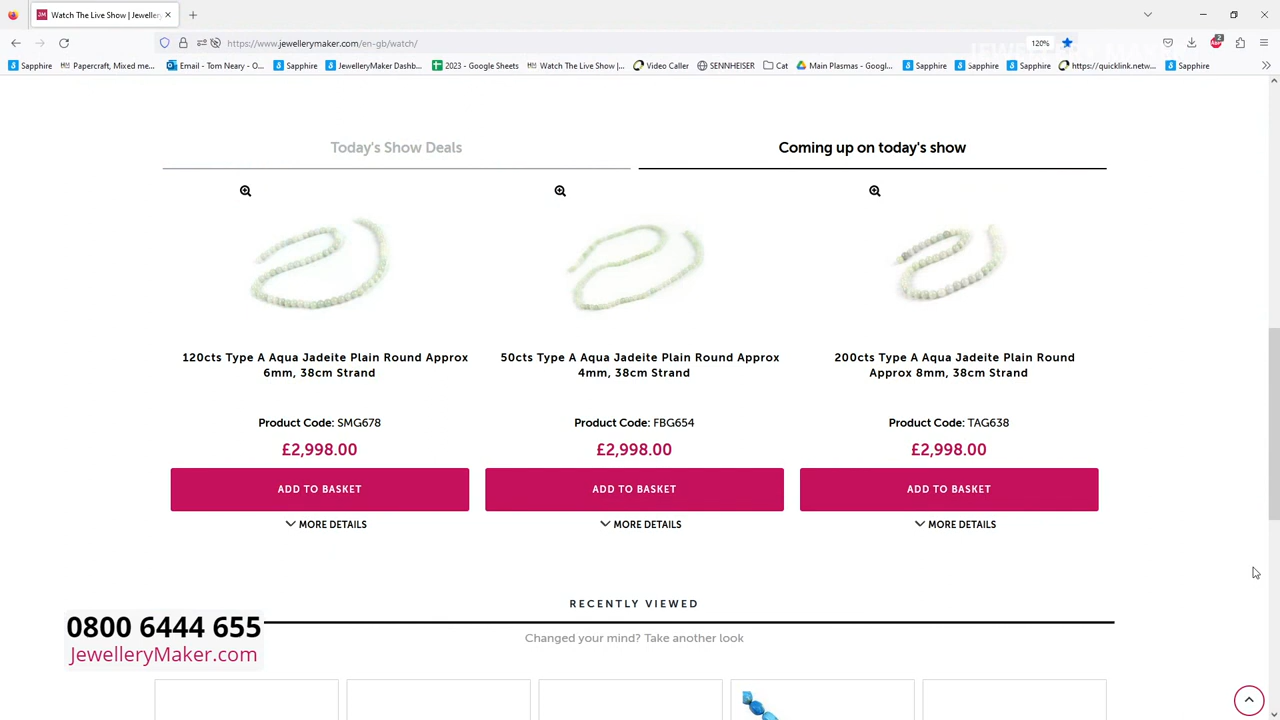 Watch The Live Show | Jewellery
https://www.jewellerymaker.com/en-gb/watch/
120%
2
Sapphire
Papercraft, Mixed me...
Email - Tom Neary - O...
Sapphire
JewelleryMaker Dashb...
2023 - Google Sheets
Watch The Live Show |...
Video Caller
SENNHEISER
Cat
Main Plasmas - Googl...
Sapphire
Sapphire
Sapphire
https://quicklink.netw...
Sapphire
Today's Show Deals
Coming up on today's show
120cts Type A Aqua Jadeite Plain Round Approx
6mm, 38cm Strand
Product Code: SMG678
£2,998.00
ADD TO BASKET
MORE DETAILS
50cts Type A Aqua Jadeite Plain Round Approx
4mm, 38cm Strand
Product Code: FBG654
£2,998.00
ADD TO BASKET
MORE DETAILS
200cts Type A Aqua Jadeite Plain Round
Approx 8mm, 38cm Strand
Product Code: TAG638
£2,998.00
ADD TO BASKET
MORE DETAILS
RECENTLY VIEWED
Changed your mind? Take another look
0800 6444 655
JewelleryMaker.com